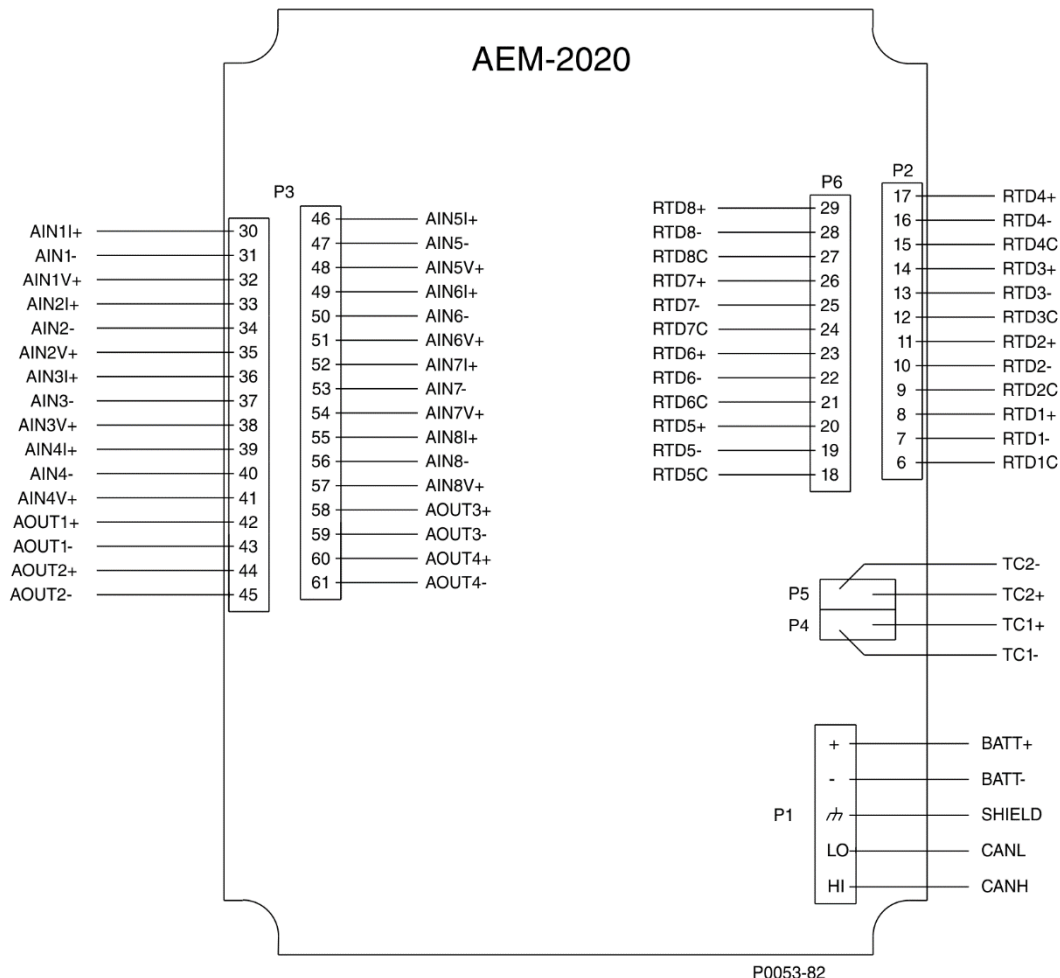 AEM-2020
P3
AIN1I+ 30
AIN1- 31
AIN1V+ 32
AIN2I+ 33
AIN2- 34
AIN2V+ 35
AIN3I+ 36
AIN3- 37
AIN3V+ 38
AIN4I+ 39
AIN4- 40
AIN4V+ 41
AOUT1+ 42
AOUT1- 43
AOUT2+ 44
AOUT2- 45
46 AIN5I+
47 AIN5-
48 AIN5V+
49 AIN6I+
50 AIN6-
51 AIN6V+
52 AIN7I+
53 AIN7-
54 AIN7V+
55 AIN8I+
56 AIN8-
57 AIN8V+
58 AOUT3+
59 AOUT3-
60 AOUT4+
61 AOUT4-
P6
RTD8+ 29
RTD8- 28
RTD8C 27
RTD7+ 26
RTD7- 25
RTD7C 24
RTD6+ 23
RTD6- 22
RTD6C 21
RTD5+ 20
RTD5- 19
RTD5C 18
P2
17 RTD4+
16 RTD4-
15 RTD4C
14 RTD3+
13 RTD3-
12 RTD3C
11 RTD2+
10 RTD2-
9 RTD2C
8 RTD1+
7 RTD1-
6 RTD1C
TC2-
P5 TC2+
P4 TC1+
TC1-
+ BATT+
- BATT-
P1 SHIELD
LO CANL
HI CANH
P0053-82